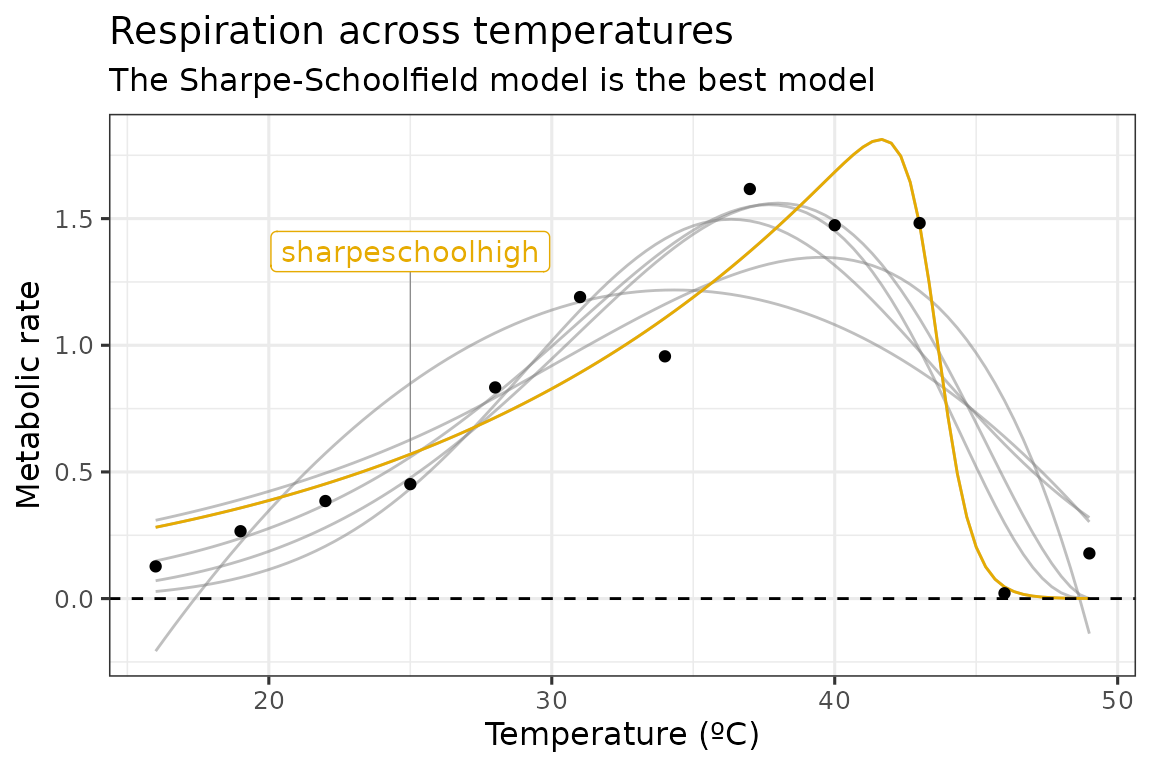 Respiration across temperatures
The Sharpe-Schoolfield model is the best model
Metabolic rate
1.5
1.0
0.5
0.0
sharpeschoolhigh
20
30
40
50
Temperature (ºC)